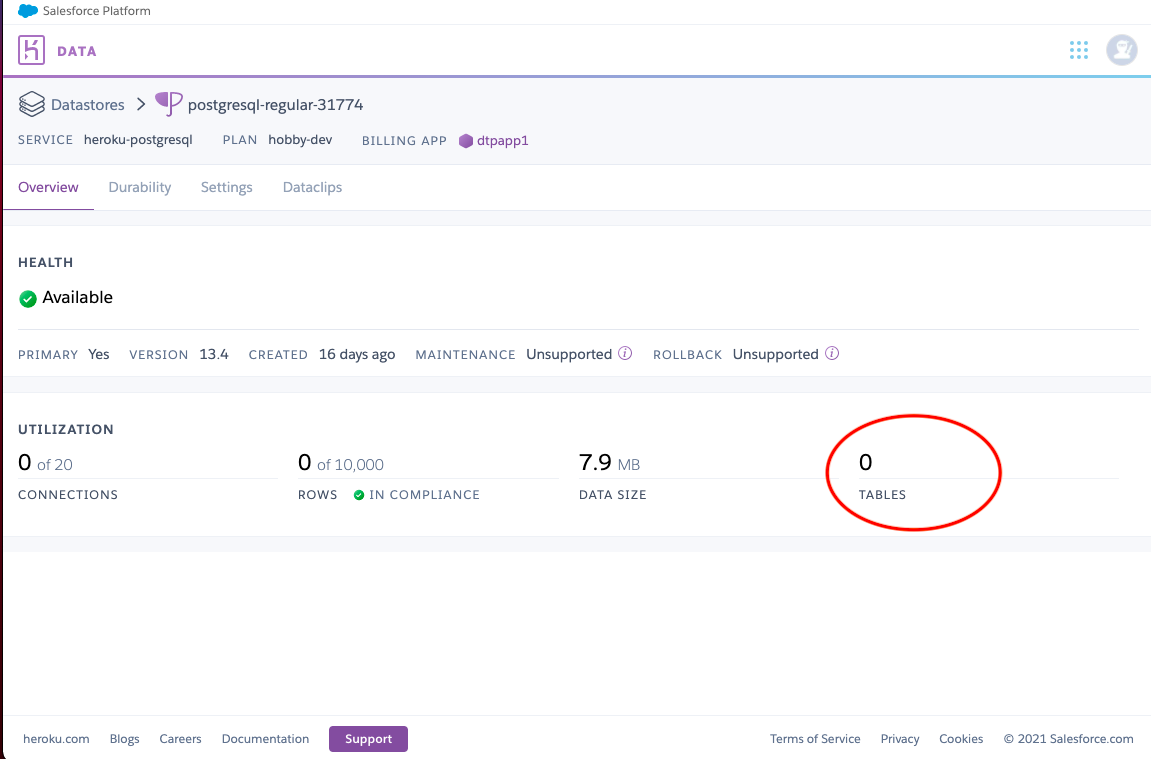 Salesforce Platform
DATA
Datastores postgresql-regular-31774
SERVICE heroku-postgresql PLAN hobby-dev BILLING APP dtpapp1
Overview Durability Settings Dataclips
HEALTH
Available
PRIMARY Yes VERSION 13.4 CREATED 16 days ago MAINTENANCE Unsupported ROLLBACK Unsupported
UTILIZATION
0 of 20 0 of 10,000 7.9 MB 0
CONNECTIONS ROWS IN COMPLIANCE DATA SIZE TABLES
heroku.com Blogs Careers Documentation Support Terms of Service Privacy Cookies © 2021 Salesforce.com